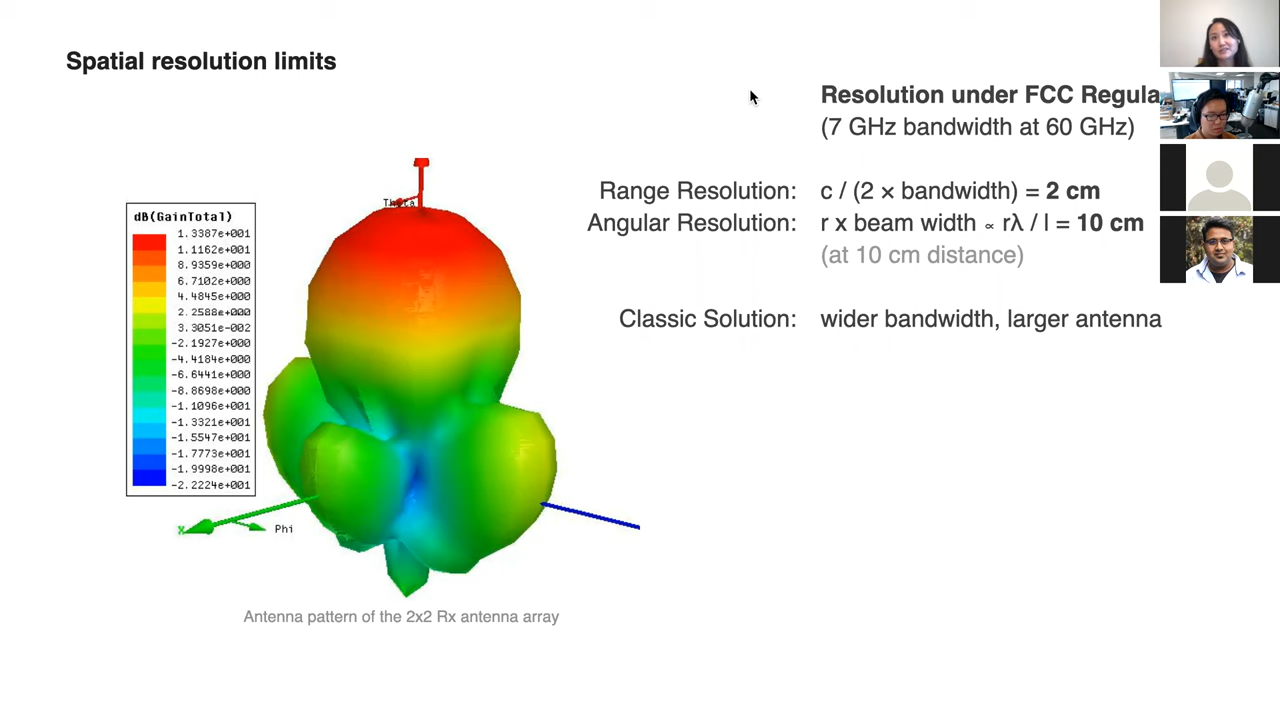 Spatial resolution limits
Resolution under FCC Regula
(7 GHz bandwidth at 60 GHz)
Range Resolution: c / (2 × bandwidth) = 2 cm
Angular Resolution: r x beam width ∝ rλ / l = 10 cm
(at 10 cm distance)
Classic Solution: wider bandwidth, larger antenna
Theta
dB(GainTotal)
1.3387e+001
1.1162e+001
8.9359e+000
6.7102e+000
4.4845e+000
2.2588e+000
3.3051e-002
-2.1927e+000
-4.4184e+000
-6.6441e+000
-8.8698e+000
-1.1096e+001
-1.3321e+001
-1.5547e+001
-1.7773e+001
-1.9998e+001
-2.2224e+001
X
Phi
Antenna pattern of the 2x2 Rx antenna array